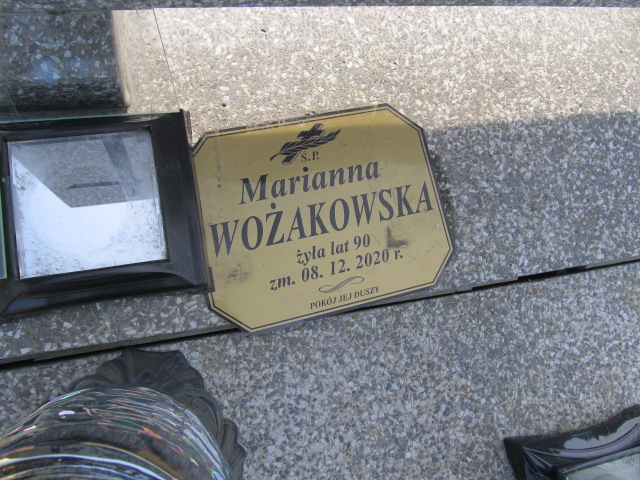 Ś.P.
Marianna
WOŻAKOWSKA
żyła lat 90
zm. 08. 12. 2020 r.
POKÓJ JEJ DUSZY